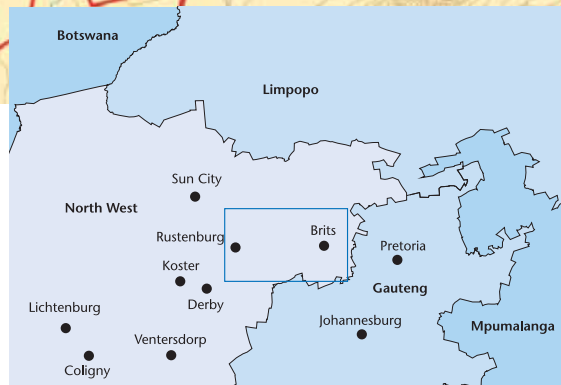 Botswana
Limpopo
Sun City
North West
Rustenburg
Brits
Pretoria
Koster
Derby
Gauteng
Lichtenburg
Johannesburg
Mpumalanga
Ventersdorp
Coligny